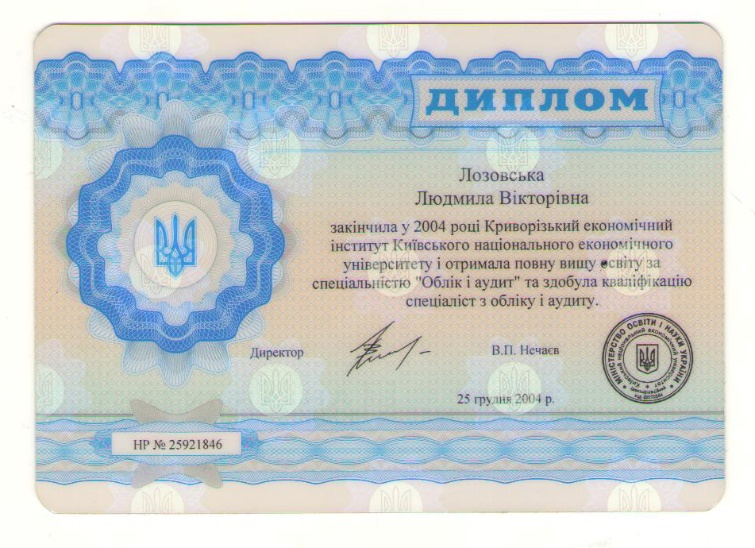 ДИПЛОМ
Лозовська
Людмила Вікторівна
закінчила у 2004 році Криворізький економічний
інститут Київського національного економічного
університету і отримала повну вищу освіту за
спеціальністю "Облік і аудит" та здобула кваліфікацію
спеціаліст з обліку і аудиту.
Директор В.П. Нечаєв
МІНІСТЕРСТВО ОСВІТИ І НАУКИ УКРАЇНИ
25 грудня 2004 р.
НР № 25921846